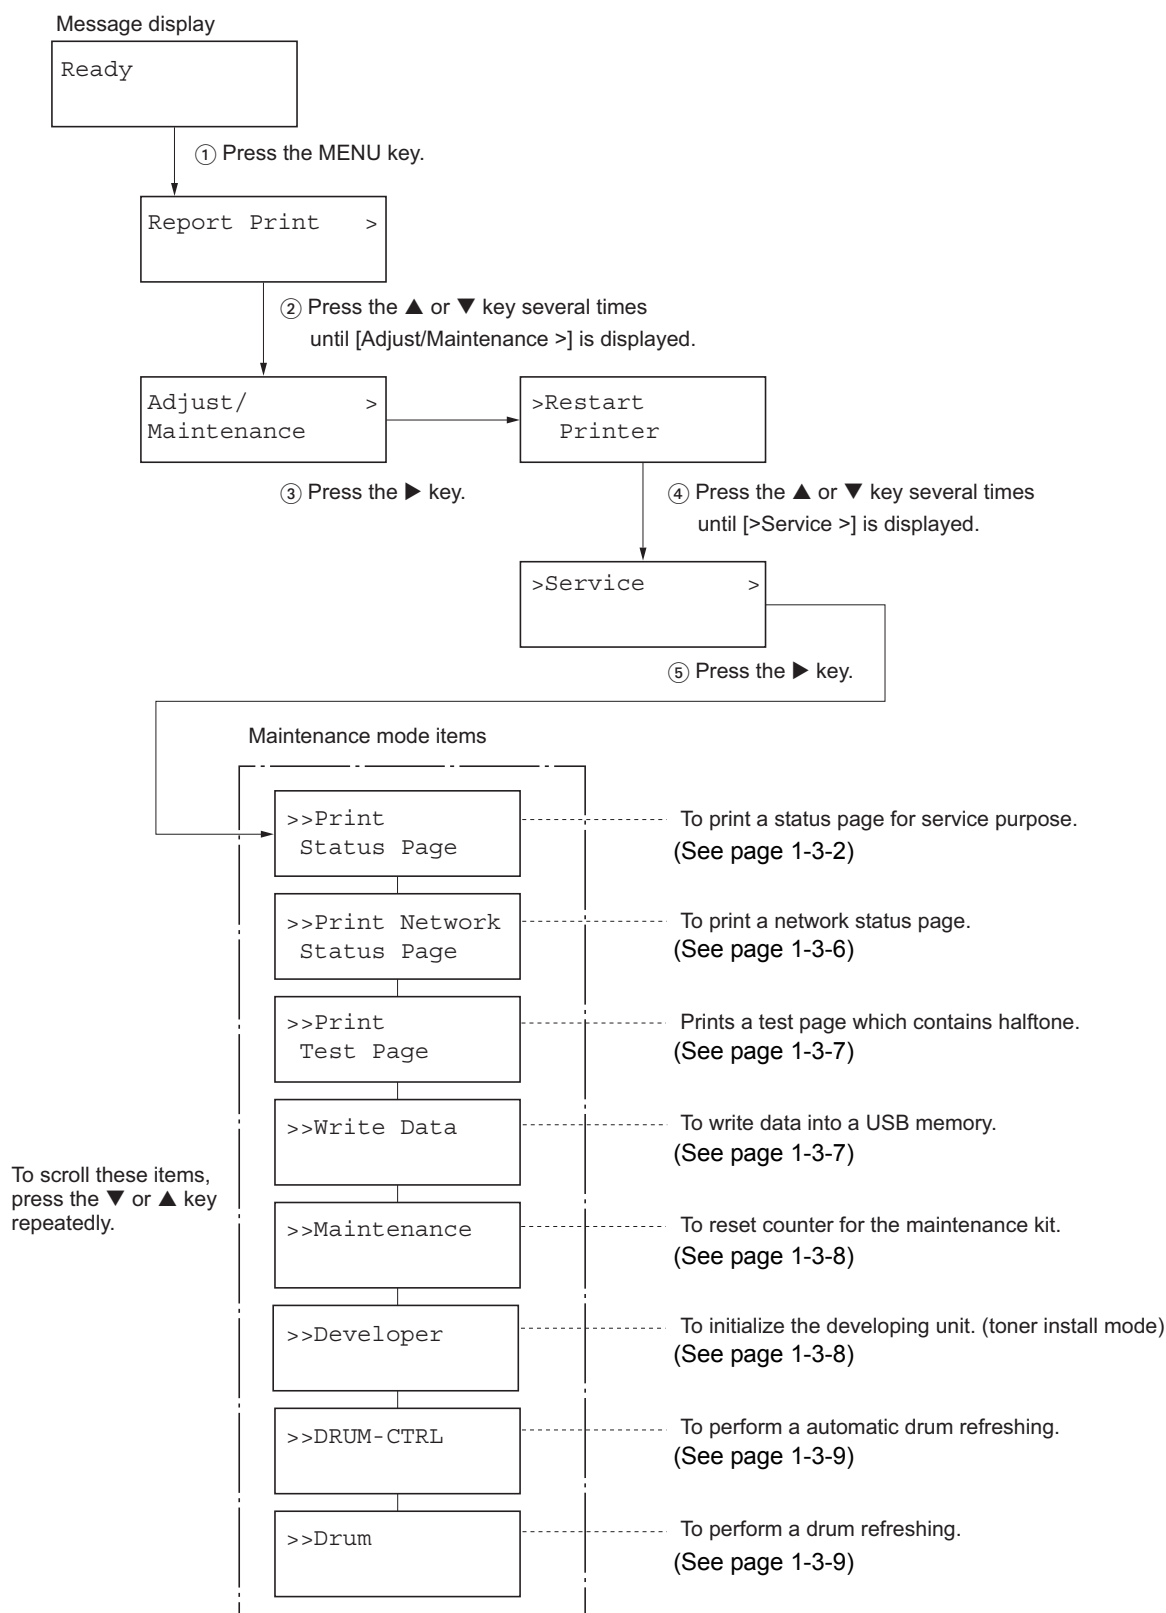 Message display
Ready
① Press the MENU key.
Report Print >
② Press the ▲ or ▼ key several times
until [Adjust/Maintenance >] is displayed.
Adjust/ >
Maintenance
>Restart
Printer
③ Press the ▶ key.
④ Press the ▲ or ▼ key several times
until [>Service >] is displayed.
>Service >
⑤ Press the ▶ key.
Maintenance mode items
>>Print
Status Page
To print a status page for service purpose.
(See page 1-3-2)
>>Print Network
Status Page
To print a network status page.
(See page 1-3-6)
>>Print
Test Page
Prints a test page which contains halftone.
(See page 1-3-7)
>>Write Data
To write data into a USB memory.
(See page 1-3-7)
To scroll these items,
press the ▼ or ▲ key
repeatedly.
>>Maintenance
To reset counter for the maintenance kit.
(See page 1-3-8)
>>Developer
To initialize the developing unit. (toner install mode)
(See page 1-3-8)
>>DRUM-CTRL
To perform a automatic drum refreshing.
(See page 1-3-9)
>>Drum
To perform a drum refreshing.
(See page 1-3-9)